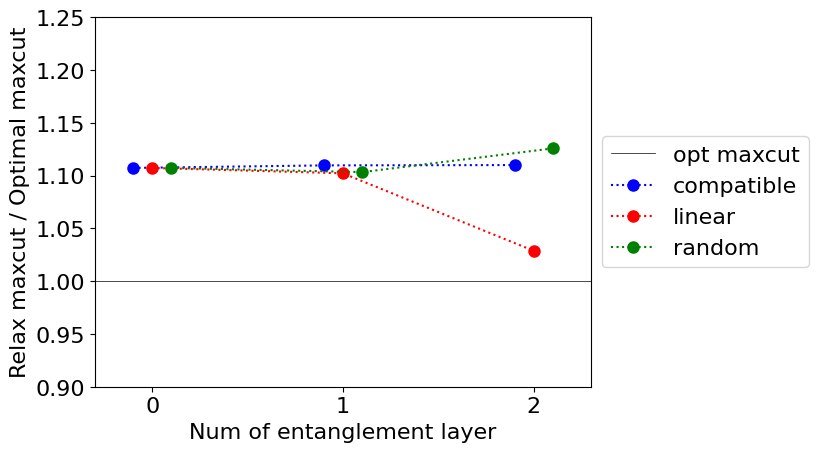 1.25
1.20
1.15
1.10
1.05
1.00
0.95
0.90
Relax maxcut / Optimal maxcut
0 1 2
Num of entanglement layer
opt maxcut
compatible
linear
random